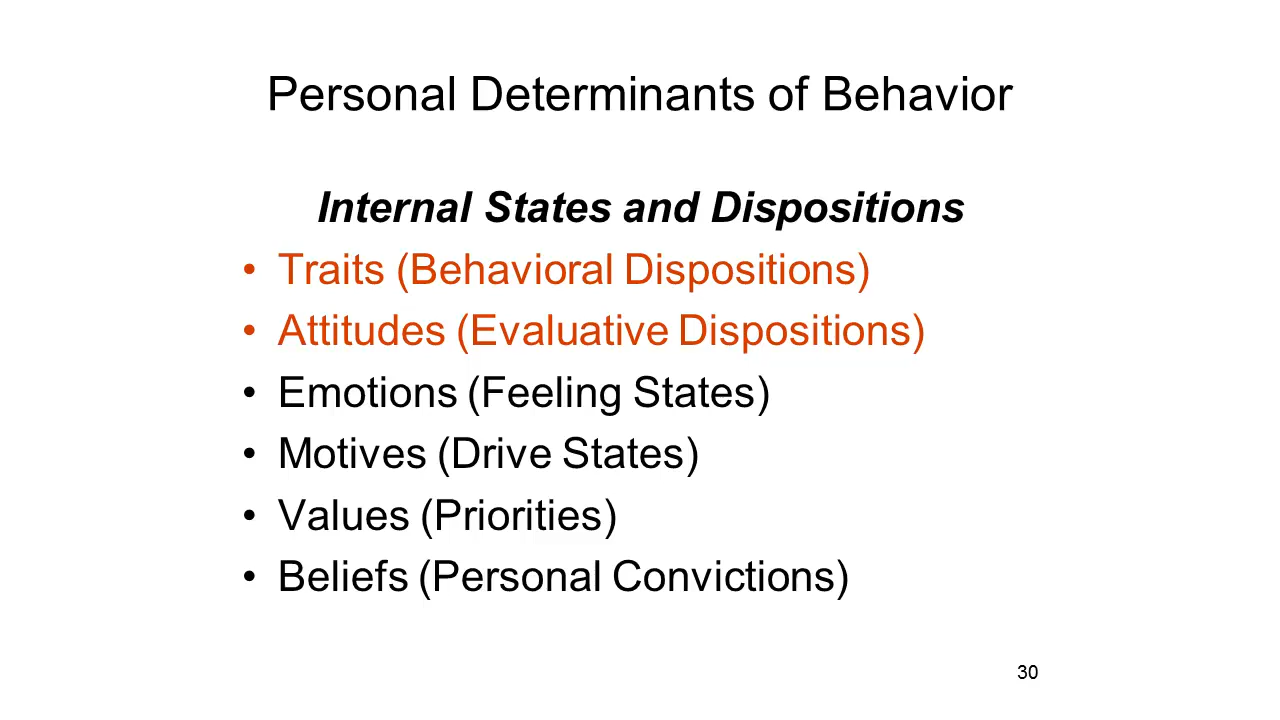 Personal Determinants of Behavior
Internal States and Dispositions
• Traits (Behavioral Dispositions)
• Attitudes (Evaluative Dispositions)
• Emotions (Feeling States)
• Motives (Drive States)
• Values (Priorities)
• Beliefs (Personal Convictions)
30